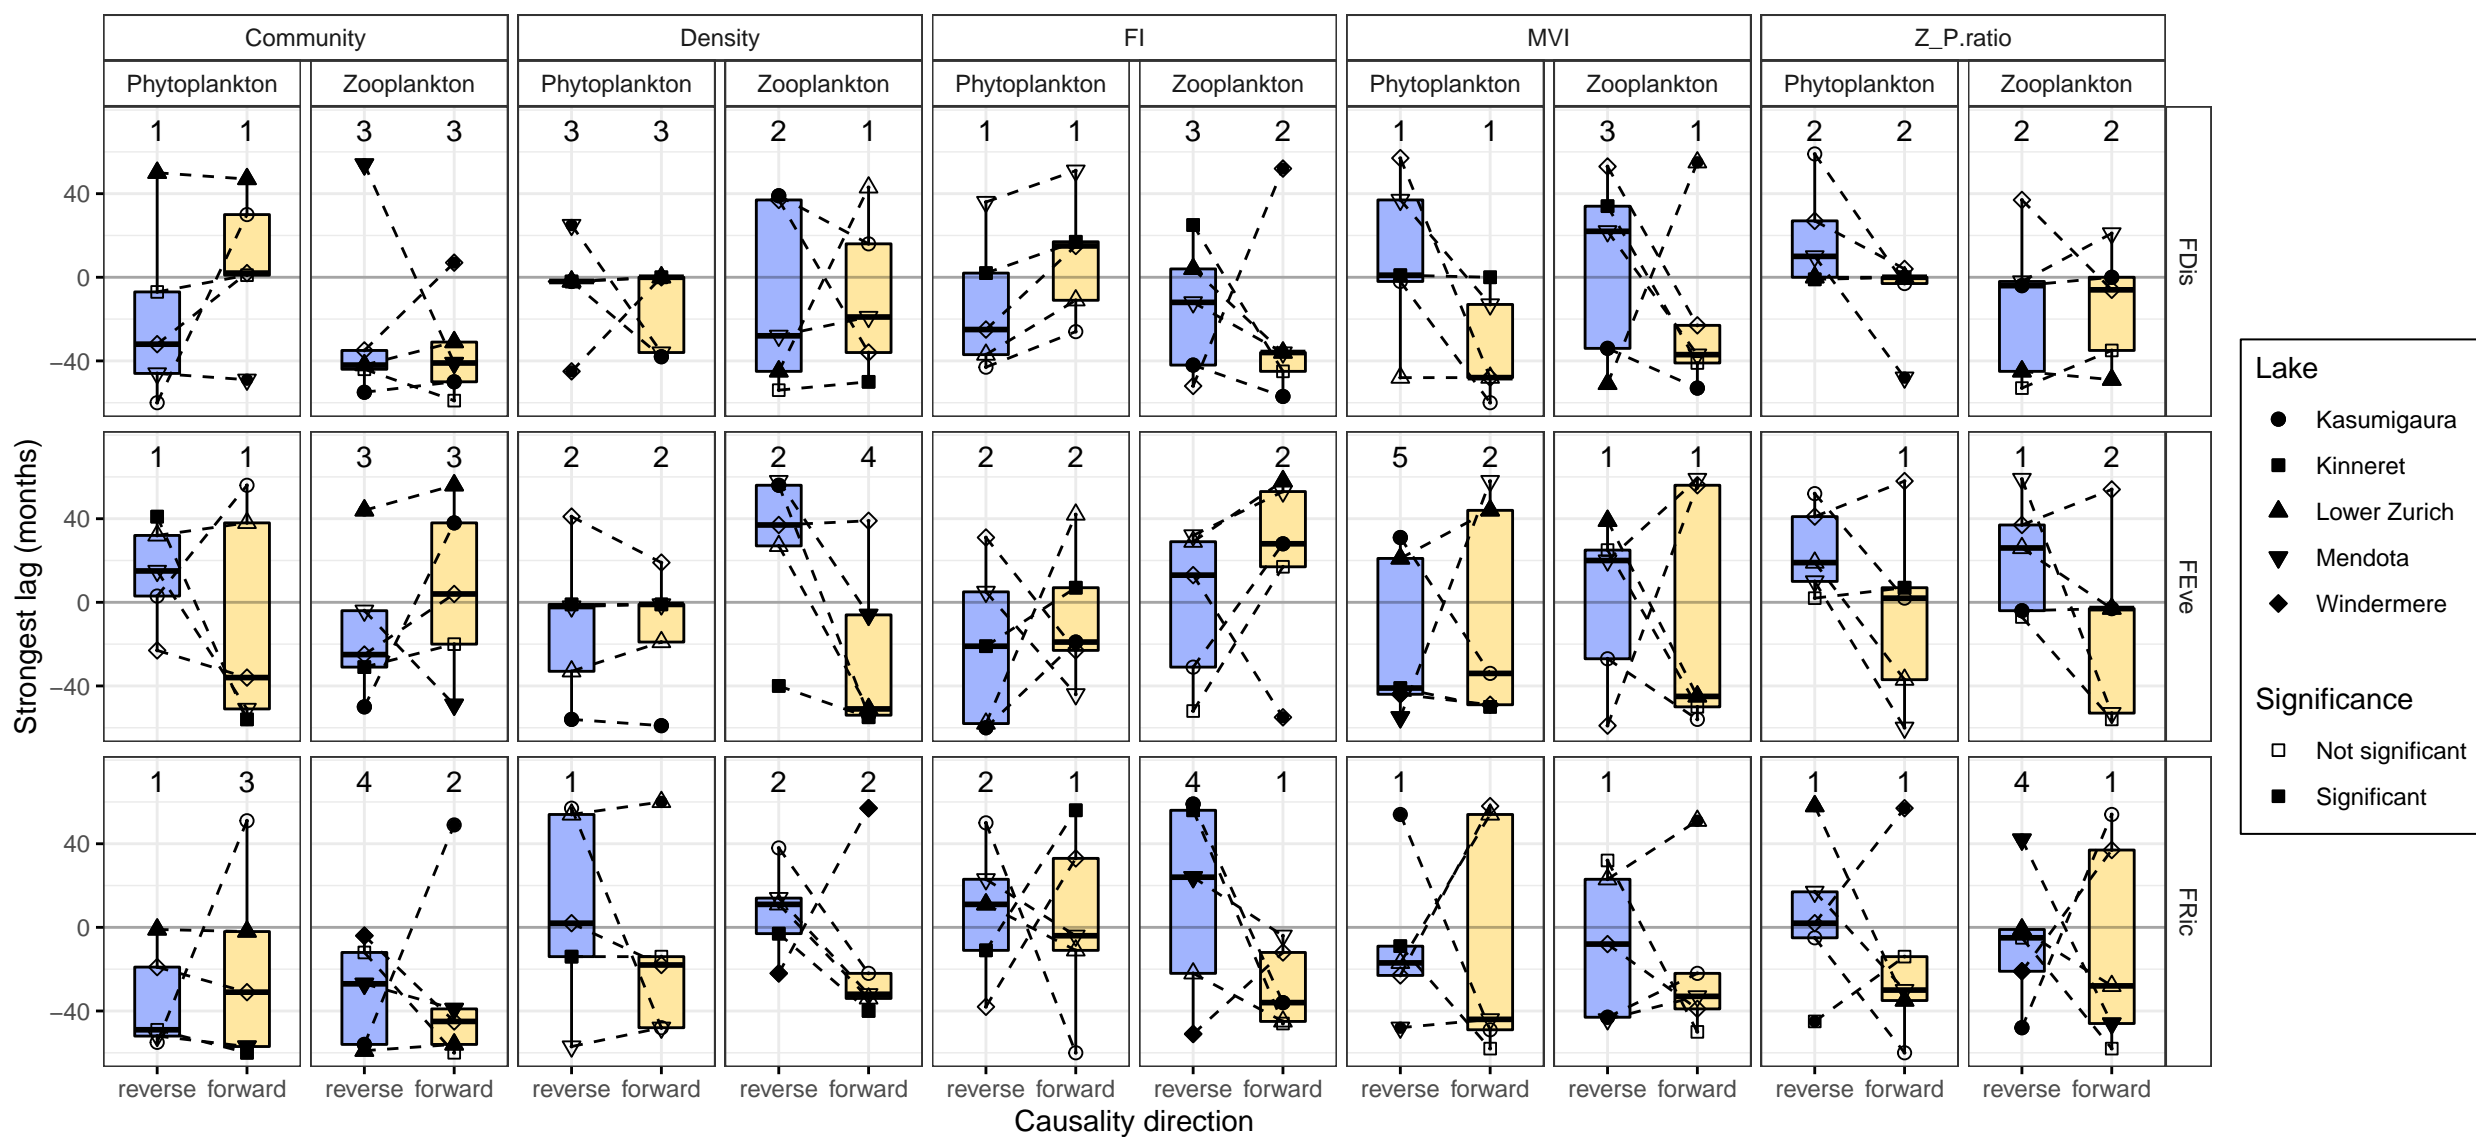 Community Density FI MVI Z_P.ratio
Phytoplankton Zooplankton Phytoplankton Zooplankton Phytoplankton Zooplankton Phytoplankton Zooplankton Phytoplankton Zooplankton
1 1 3 3 3 3 2 1 1 1 3 2 1 1 3 1 2 2 2 2
40
0
−40
FDis
1 1 3 3 2 2 2 4 2 2 2 5 2 1 1 1 1 2
40
0
−40
FEve
1 3 4 2 1 2 2 2 1 4 1 1 1 1 1 4 1
40
0
−40
FRic
reverse forward reverse forward reverse forward reverse forward reverse forward reverse forward reverse forward reverse forward reverse forward reverse forward
Causality direction
Strongest lag (months)
Lake
Kasumigaura
Kinneret
Lower Zurich
Mendota
Windermere
Significance
Not significant
Significant